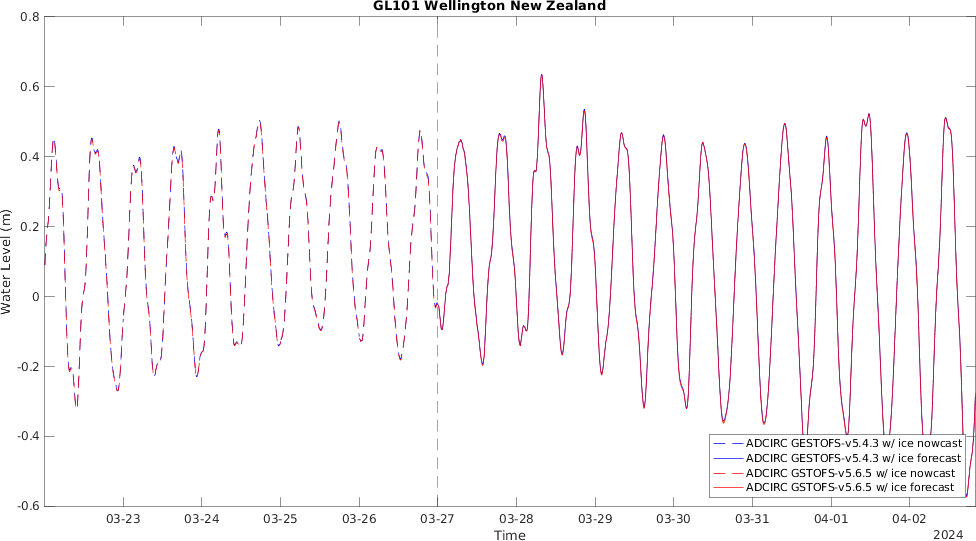 GL101 Wellington New Zealand
0.8
0.6
0.4
0.2
0
-0.2
-0.4
-0.6
Water Level (m)
ADCIRC GESTOFS-v5.4.3 w/ ice nowcast
ADCIRC GESTOFS-v5.4.3 w/ ice forecast
ADCIRC GSTOFS-v5.6.5 w/ ice nowcast
ADCIRC GSTOFS-v5.6.5 w/ ice forecast
03-23 03-24 03-25 03-26 03-27 03-28 03-29 03-30 03-31 04-01 04-02
Time
2024